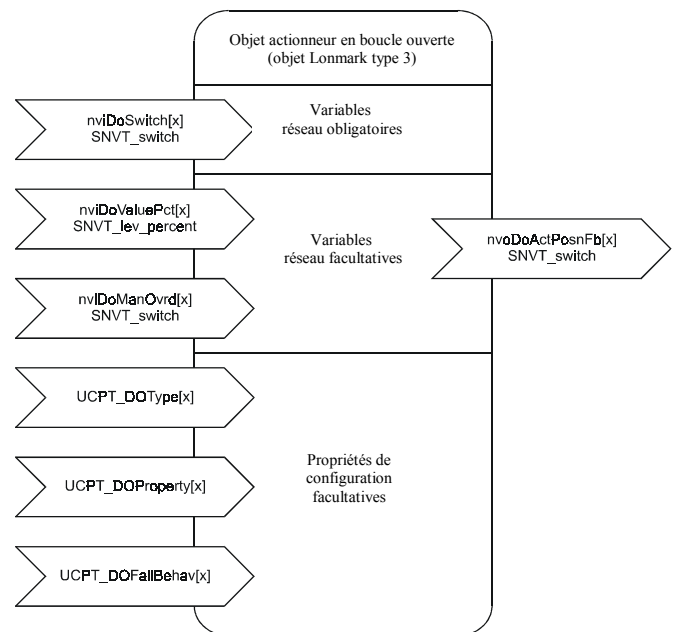 Objet actionneur en boucle ouverte
(objet Lonmark type 3)
nviDoSwitch[x]
SNVT_switch
Variables
réseau obligatoires
nviDoValuePct[x]
SNVT_lev_percent
Variables
réseau facultatives
nvoDoActPosnFb[x]
SNVT_switch
nviDoManOvrd[x]
SNVT_switch
UCPT_DOType[x]
Propriétés de
configuration
facultatives
UCPT_DOProperty[x]
UCPT_DOFailBehav[x]